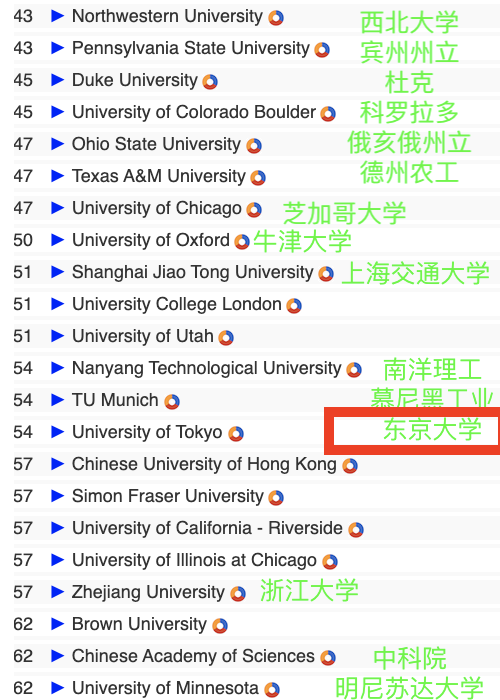 43 ► Northwestern University 西北大学
43 ► Pennsylvania State University 宾州州立
45 ► Duke University 杜克
45 ► University of Colorado Boulder 科罗拉多
47 ► Ohio State University 俄亥俄州立
47 ► Texas A&M University 德州农工
47 ► University of Chicago 芝加哥大学
50 ► University of Oxford 牛津大学
51 ► Shanghai Jiao Tong University 上海交通大学
51 ► University College London
51 ► University of Utah
54 ► Nanyang Technological University 南洋理工
54 ► TU Munich 慕尼黑工业
54 ► University of Tokyo 东京大学
57 ► Chinese University of Hong Kong
57 ► Simon Fraser University
57 ► University of California - Riverside
57 ► University of Illinois at Chicago
57 ► Zhejiang University 浙江大学
62 ► Brown University
62 ► Chinese Academy of Sciences 中科院
62 ► University of Minnesota 明尼苏达大学